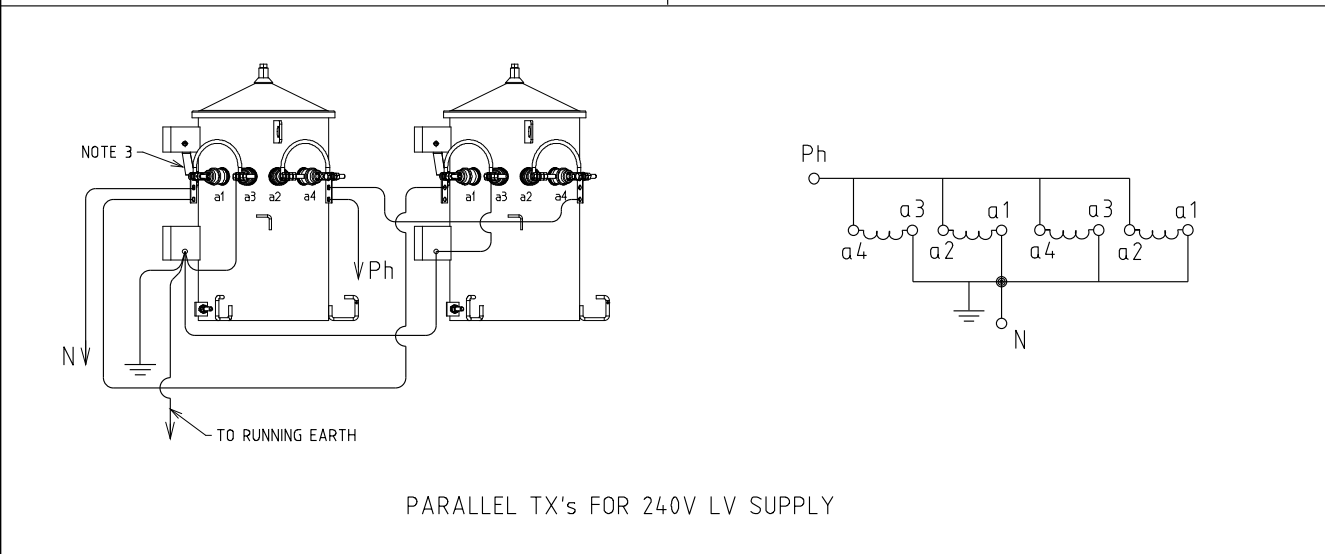 NOTE 3
a1 a3 a2 a4
a1 a3 a2 a4
Ph
N
TO RUNNING EARTH
Ph
a3 a1 a3 a1
a4 a2 a4 a2
N
PARALLEL TX's FOR 240V LV SUPPLY